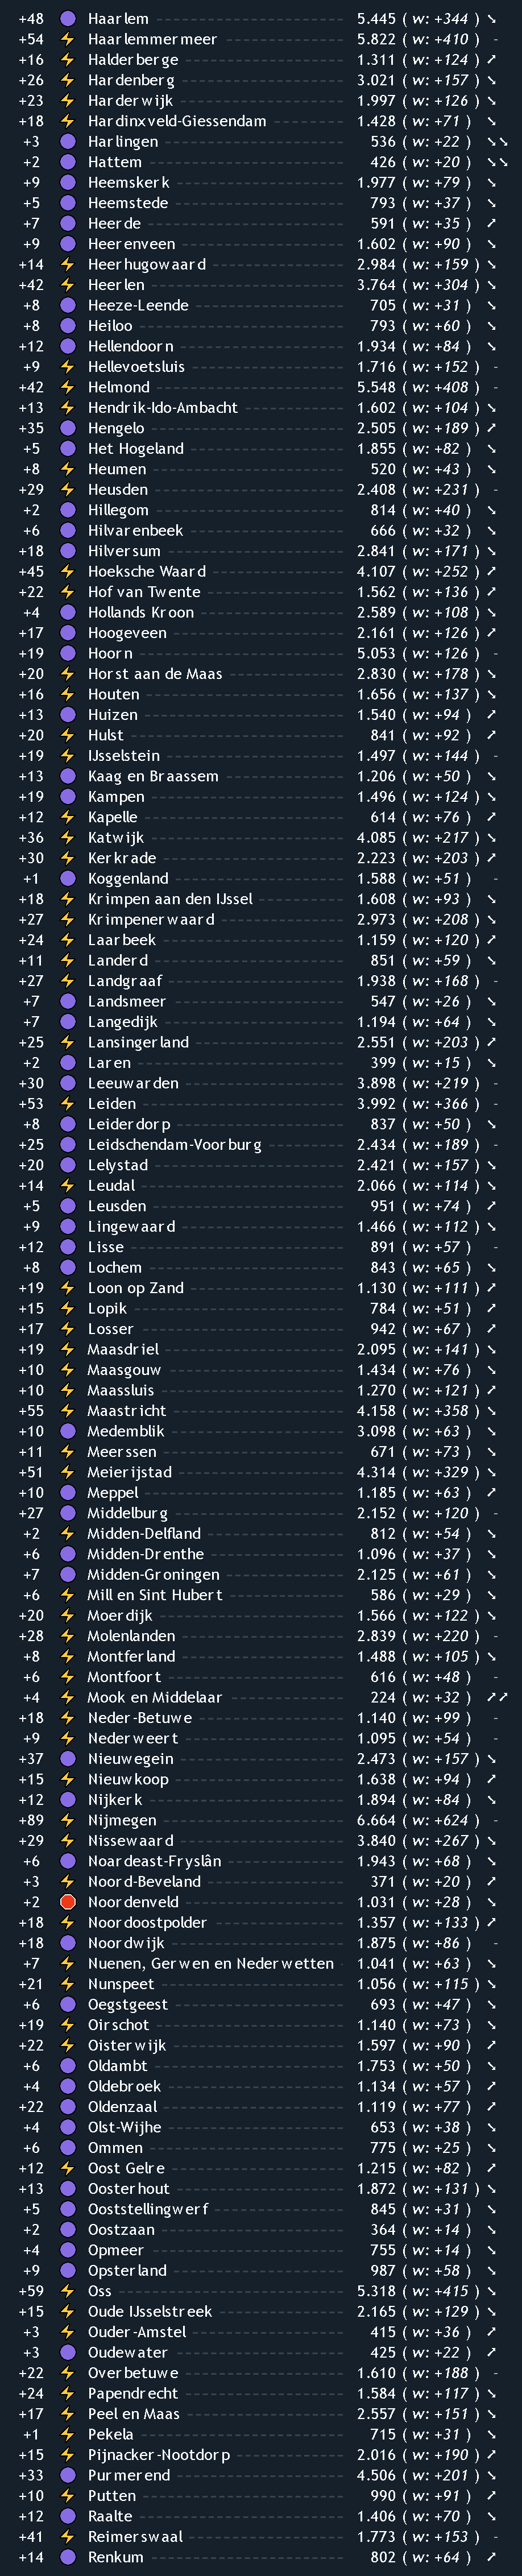 +48 Haarlem 5.445 ( w: +344 ) ↘
+54 ⚡ Haarlemmermeer 5.822 ( w: +410 ) -
+16 ⚡ Halderberge 1.311 ( w: +124 ) ↗
+26 ⚡ Hardenberg 3.021 ( w: +157 ) ↘
+23 ⚡ Harderwijk 1.997 ( w: +126 ) ↘
+18 ⚡ Hardinxveld-Giessendam 1.428 ( w: +71 ) ↘
+3 Harlingen 536 ( w: +22 ) ↘↘
+2 Hattem 426 ( w: +20 ) ↘↘
+9 Heemskerk 1.977 ( w: +79 ) ↘
+5 Heemstede 793 ( w: +37 ) ↘
+7 Heerde 591 ( w: +35 ) ↗
+9 Heerenveen 1.602 ( w: +90 ) ↘
+14 ⚡ Heerhugowaard 2.984 ( w: +159 ) ↘
+42 ⚡ Heerlen 3.764 ( w: +304 ) ↘
+8 Heeze-Leende 705 ( w: +31 ) ↘
+8 Heiloo 793 ( w: +60 ) ↘
+12 Hellendoorn 1.934 ( w: +84 ) ↘
+9 ⚡ Hellevoetsluis 1.716 ( w: +152 ) -
+42 ⚡ Helmond 5.548 ( w: +408 ) -
+13 ⚡ Hendrik-Ido-Ambacht 1.602 ( w: +104 ) ↘
+35 Hengelo 2.505 ( w: +189 ) ↗
+5 Het Hogeland 1.855 ( w: +82 ) ↘
+8 ⚡ Heumen 520 ( w: +43 ) ↘
+29 ⚡ Heusden 2.408 ( w: +231 ) -
+2 Hillegom 814 ( w: +40 ) ↘
+6 Hilvarenbeek 666 ( w: +32 ) ↘
+18 Hilversum 2.841 ( w: +171 ) ↘
+45 ⚡ Hoeksche Waard 4.107 ( w: +252 ) ↗
+22 ⚡ Hof van Twente 1.562 ( w: +136 ) ↗
+4 Hollands Kroon 2.589 ( w: +108 ) ↘
+17 Hoogeveen 2.161 ( w: +126 ) ↗
+19 Hoorn 5.053 ( w: +126 ) -
+20 ⚡ Horst aan de Maas 2.830 ( w: +178 ) ↘
+16 ⚡ Houten 1.656 ( w: +137 ) ↘
+13 Huizen 1.540 ( w: +94 ) ↗
+20 ⚡ Hulst 841 ( w: +92 ) ↗
+19 ⚡ IJsselstein 1.497 ( w: +144 ) -
+13 Kaag en Braassem 1.206 ( w: +50 ) ↘
+19 Kampen 1.496 ( w: +124 ) ↘
+12 ⚡ Kapelle 614 ( w: +76 ) ↗
+36 ⚡ Katwijk 4.085 ( w: +217 ) ↘
+30 ⚡ Kerkrade 2.223 ( w: +203 ) ↗
+1 Koggenland 1.588 ( w: +51 ) -
+18 ⚡ Krimpen aan den IJssel 1.608 ( w: +93 ) ↘
+27 ⚡ Krimpenerwaard 2.973 ( w: +208 ) ↘
+24 ⚡ Laarbeek 1.159 ( w: +120 ) ↗
+11 ⚡ Landerd 851 ( w: +59 ) ↘
+27 ⚡ Landgraaf 1.938 ( w: +168 ) -
+7 Landsmeer 547 ( w: +26 ) ↘
+7 Langedijk 1.194 ( w: +64 ) ↘
+25 ⚡ Lansingerland 2.551 ( w: +203 ) ↗
+2 Laren 399 ( w: +15 ) ↘
+30 Leeuwarden 3.898 ( w: +219 ) -
+53 ⚡ Leiden 3.992 ( w: +366 )
+8 Leiderdorp 837 ( w: +50 ) ↘
+25 Leidschendam-Voorburg 2.434 ( w: +189 ) -
+20 Lelystad 2.421 ( w: +157 ) ↘
+14 ⚡ Leudal 2.066 ( w: +114 ) ↘
+5 Leusden 951 ( w: +74 ) ↗
+9 Lingewaard 1.466 ( w: +112 ) ↘
+12 Lisse 891 ( w: +57 ) -
+8 Lochem 843 ( w: +65 ) ↘
+19 ⚡ Loon op Zand 1.130 ( w: +111 ) ↗
+15 ⚡ Lopik 784 ( w: +51 ) ↗
+17 ⚡ Losser 942 ( w: +67 ) ↗
+19 ⚡ Maasdriel 2.095 ( w: +141 ) ↘
+10 ⚡ Maasgouw 1.434 ( w: +76 ) ↘
+10 ⚡ Maassluis 1.270 ( w: +121 ) ↗
+55 ⚡ Maastricht 4.158 ( w: +358 ) ↘
+10 Medemblik 3.098 ( w: +63 ) ↘
+11 ⚡ Meerssen 671 ( w: +73 ) ↘
+51 ⚡ Meierijstad 4.314 ( w: +329 ) ↘
+10 Meppel 1.185 ( w: +63 ) ↗
+27 Middelburg 2.152 ( w: +120 ) -
+2 ⚡ Midden-Delfland 812 ( w: +54 ) ↘
+6 Midden-Drenthe 1.096 ( w: +37 ) ↘
+7 Midden-Groningen 2.125 ( w: +61 ) ↘
+6 ⚡ Mill en Sint Hubert 586 ( w: +29 ) ↘
+20 ⚡ Moerdijk 1.566 ( w: +122 ) ↘
+28 ⚡ Molenlanden 2.839 ( w: +220 )
+8 ⚡ Montferland 1.488 ( w: +105 ) ↘
+6 ⚡ Montfoort 616 ( w: +48 )
+4 ⚡ Mook en Middelaar 224 ( w: +32 ) ↗↗
+18 ⚡ Neder-Betuwe 1.140 ( w: +99 ) -
+9 ⚡ Nederweert 1.095 ( w: +54 ) -
+37 Nieuwegein 2.473 ( w: +157 ) ↘
+15 ⚡ Nieuwkoop 1.638 ( w: +94 ) ↗
+12 Nijkerk 1.894 ( w: +84 ) ↘
+89 ⚡ Nijmegen 6.664 ( w: +624 ) -
+29 ⚡ Nissewaard 3.840 ( w: +267 ) ↘
+6 Noardeast-Fryslân 1.943 ( w: +68 ) ↘
+3 ⚡ Noord-Beveland 371 ( w: +20 ) ↗
+2 Noordenveld 1.031 ( w: +28 ) ↘
+18 ⚡ Noordoostpolder 1.357 ( w: +133 ) ↗
+18 Noordwijk 1.875 ( w: +86 ) -
+7 ⚡ Nuenen, Gerwen en Nederwetten 1.041 ( w: +63 ) ↘
+21 ⚡ Nunspeet 1.056 ( w: +115 ) ↘
+6 Oegstgeest 693 ( w: +47 ) ↘
+19 ⚡ Oirschot 1.140 ( w: +73 ) ↘
+22 ⚡ Oisterwijk 1.597 ( w: +90 ) ↗
+6 Oldambt 1.753 ( w: +50 ) ↘
+4 Oldebroek 1.134 ( w: +57 ) ↗
+22 Oldenzaal 1.119 ( w: +77 ) ↗
+4 Olst-Wijhe 653 ( w: +38 ) ↘
+6 Ommen 775 ( w: +25 ) ↘
+12 ⚡ Oost Gelre 1.215 ( w: +82 ) ↗
+13 Oosterhout 1.872 ( w: +131 ) ↘
+5 Ooststellingwerf 845 ( w: +31 ) ↘
+2 Oostzaan 364 ( w: +14 ) ↘
+4 Opmeer 755 ( w: +14 ) ↘
+9 Opsterland 987 ( w: +58 ) ↘
+59 ⚡ Oss 5.318 ( w: +415 ) ↘
+15 ⚡ Oude IJsselstreek 2.165 ( w: +129 ) ↘
+3 ⚡ Ouder-Amstel 415 ( w: +36 ) ↗
+3 Oudewater 425 ( w: +22 ) ↗
+22 ⚡ Overbetuwe 1.610 ( w: +188 ) -
+24 ⚡ Papendrecht 1.584 ( w: +117 ) ↘
+17 ⚡ Peel en Maas 2.557 ( w: +151 ) ↘
+1 ⚡ Pekela 715 ( w: +31 ) ↘
+15 ⚡ Pijnacker-Nootdorp 2.016 ( w: +190 ) ↗
+33 Purmerend 4.506 ( w: +201 ) ↘
+10 ⚡ Putten 990 ( w: +91 ) ↗
+12 Raalte 1.406 ( w: +70 ) ↘
+41 ⚡ Reimerswaal 1.773 ( w: +153 ) -
+14 Renkum 802 ( w: +64 ) ↗